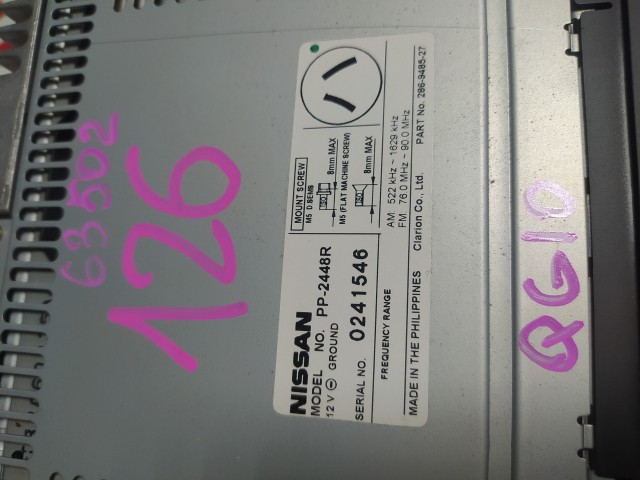 63502
126
NISSAN
MODEL NO. PP-2448R
12 V ⊖ GROUND
SERIAL NO. 0241546
MOUNT SCREW
M5 D SEMS
8mm MAX
M5 (FLAT MACHINE SCREW)
8mm MAX
FREQUENCY RANGE
AM: 522 kHz ~ 1629 kHz
FM: 76.0 MHz ~ 90.0 MHz
MADE IN THE PHILIPPINES Clarion Co., Ltd. PART No. 286-9485-27
QG10